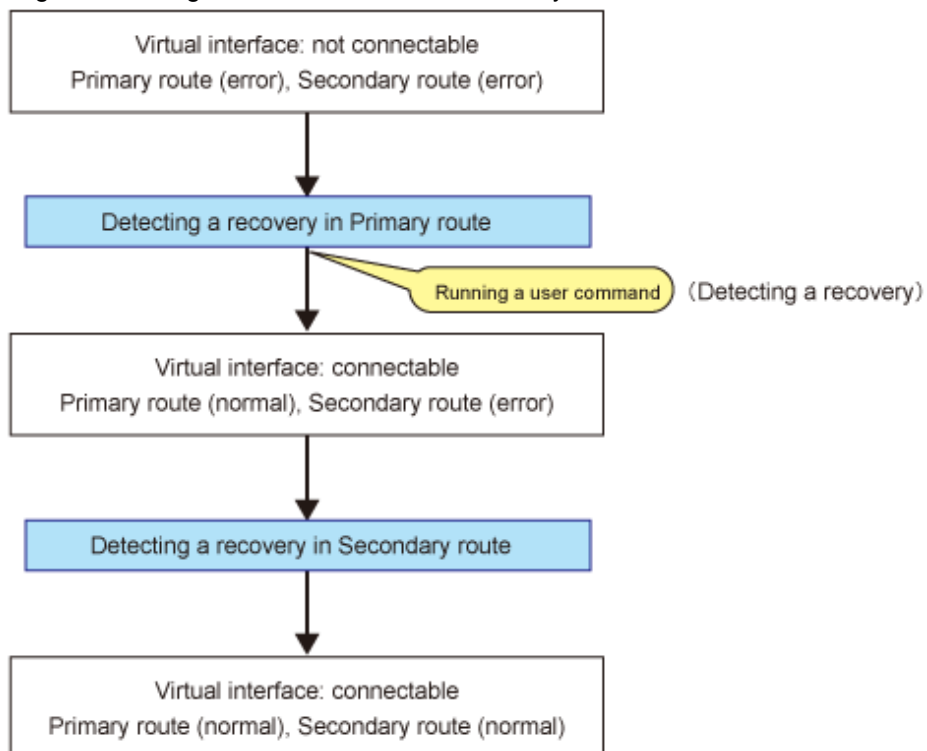 Virtual interface: not connectable
Primary route (error), Secondary route (error)
Detecting a recovery in Primary route
Running a user command（Detecting a recovery）
Virtual interface: connectable
Primary route (normal), Secondary route (error)
Detecting a recovery in Secondary route
Virtual interface: connectable
Primary route (normal), Secondary route (normal)